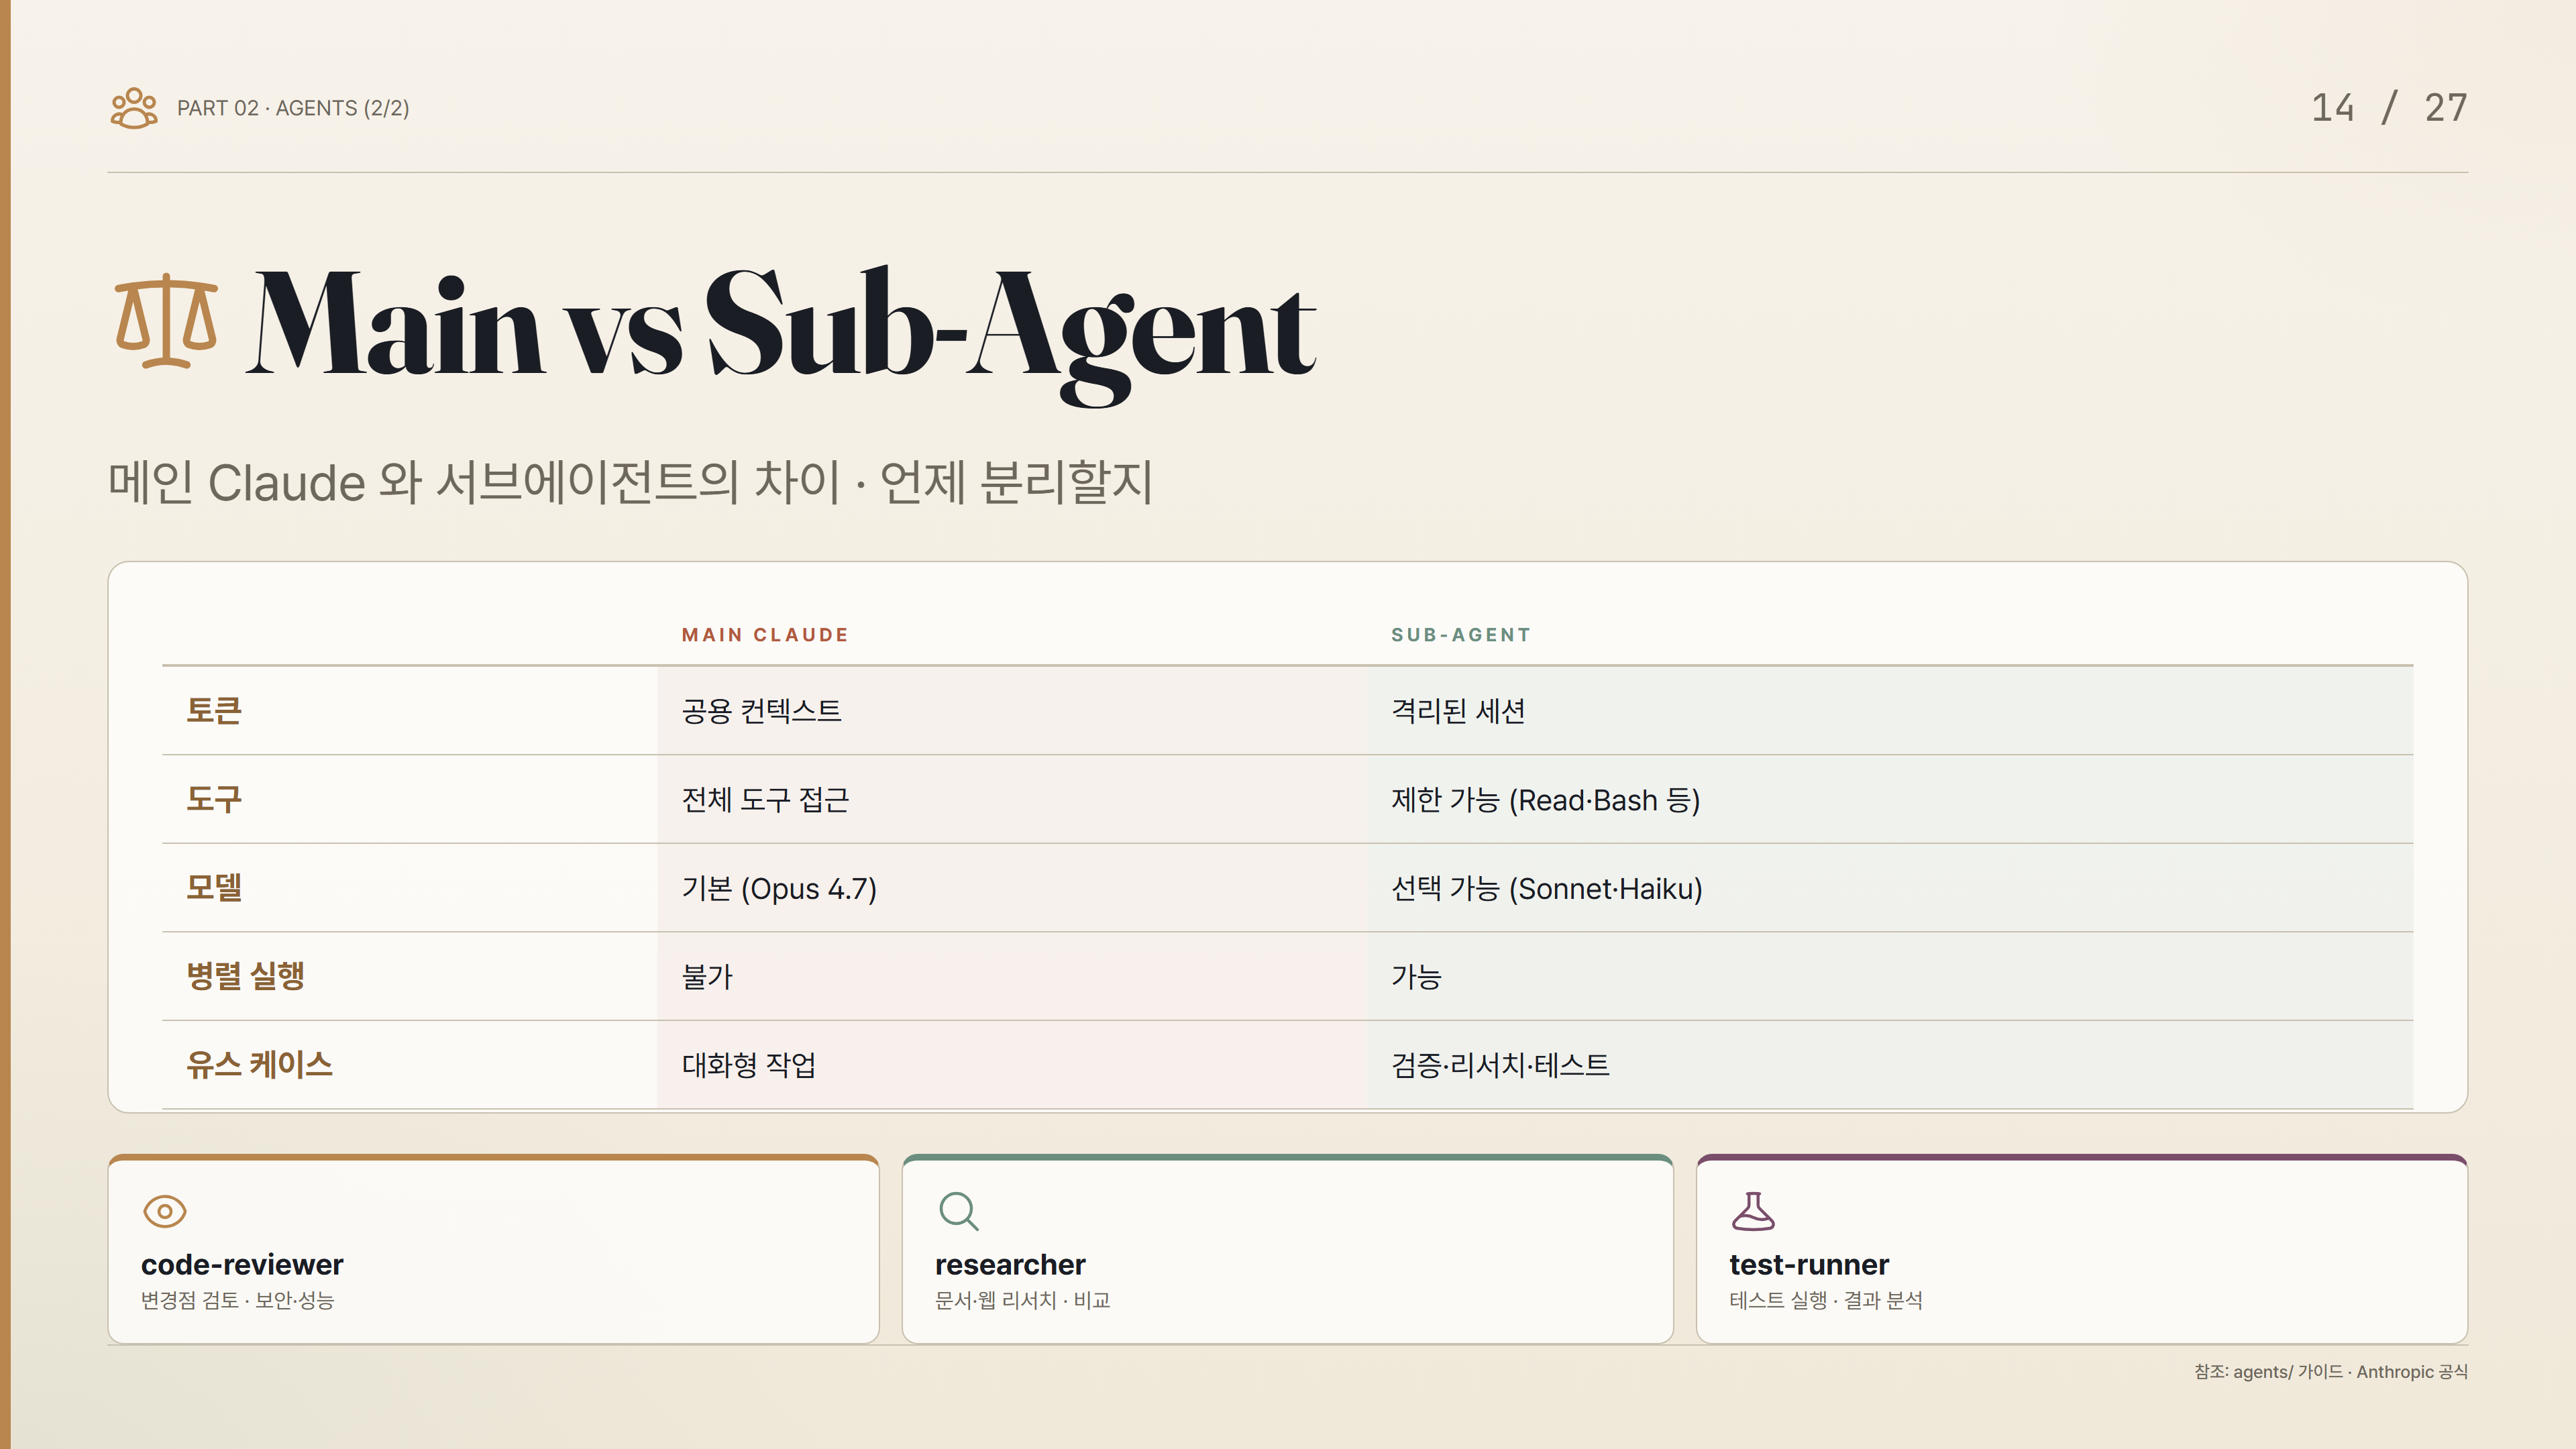 PART 02 · AGENTS (2/2)
14 / 27
Main vs Sub-Agent
메인 Claude 와 서브에이전트의 차이 · 언제 분리할지
MAIN CLAUDE
SUB-AGENT
토큰
공용 컨텍스트
격리된 세션
도구
전체 도구 접근
제한 가능 (Read·Bash 등)
모델
기본 (Opus 4.7)
선택 가능 (Sonnet·Haiku)
병렬 실행
불가
가능
유스 케이스
대화형 작업
검증·리서치·테스트
code-reviewer
변경점 검토 · 보안·성능
researcher
문서·웹 리서치 · 비교
test-runner
테스트 실행 · 결과 분석
참조: agents/ 가이드 · Anthropic 공식